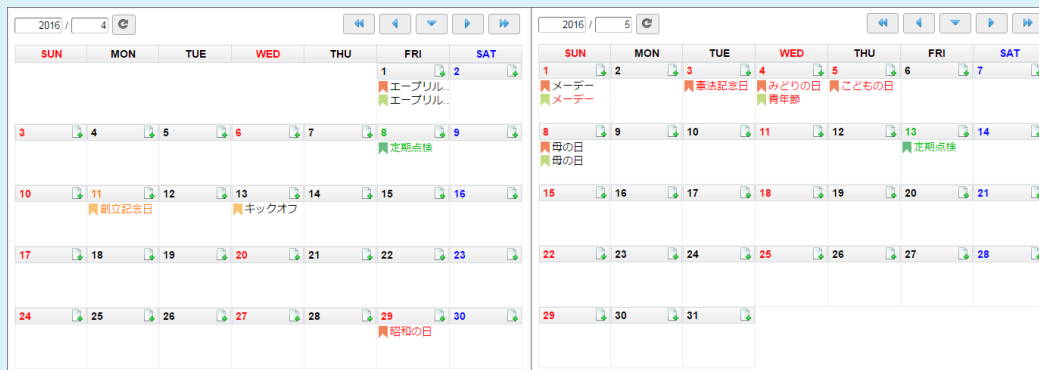 2016 / 4
SUN MON TUE WED THU FRI SAT
1 2
エープリル..
エープリル..
3 4 5 6 7 8 9
定期点検
10 11 12 13 14 15 16
創立記念日 キックオフ
17 18 19 20 21 22 23
24 25 26 27 28 29 30
昭和の日
2016 / 5
SUN MON TUE WED THU FRI SAT
1 2 3 4 5 6 7
メーデー 憲法記念日 みどりの日 こどもの日
メーデー 青年節
8 9 10 11 12 13 14
母の日 定期点検
母の日
15 16 17 18 19 20 21
22 23 24 25 26 27 28
29 30 31